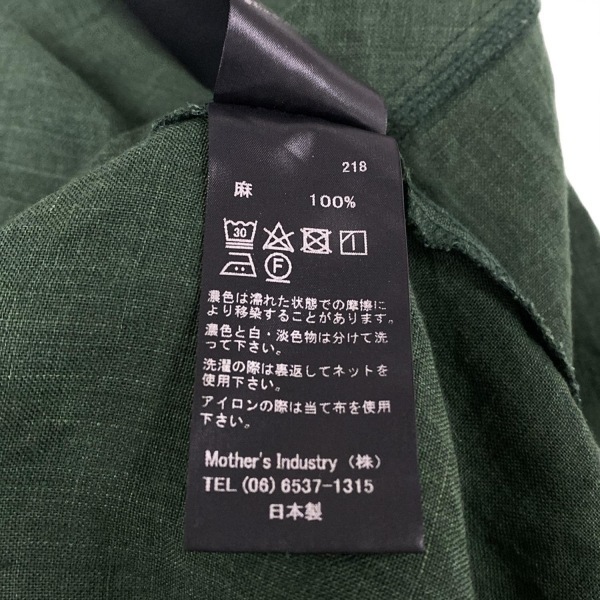 218
麻 100%
30
F
濃色は濡れた状態での摩擦に
より移染することがあります。
濃色と白・淡色物は分けて洗
って下さい。
洗濯の際は裏返してネットを
使用下さい。
アイロンの際は当て布を使用
下さい。
Mother's Industry (株)
TEL (06) 6537-1315
日本製